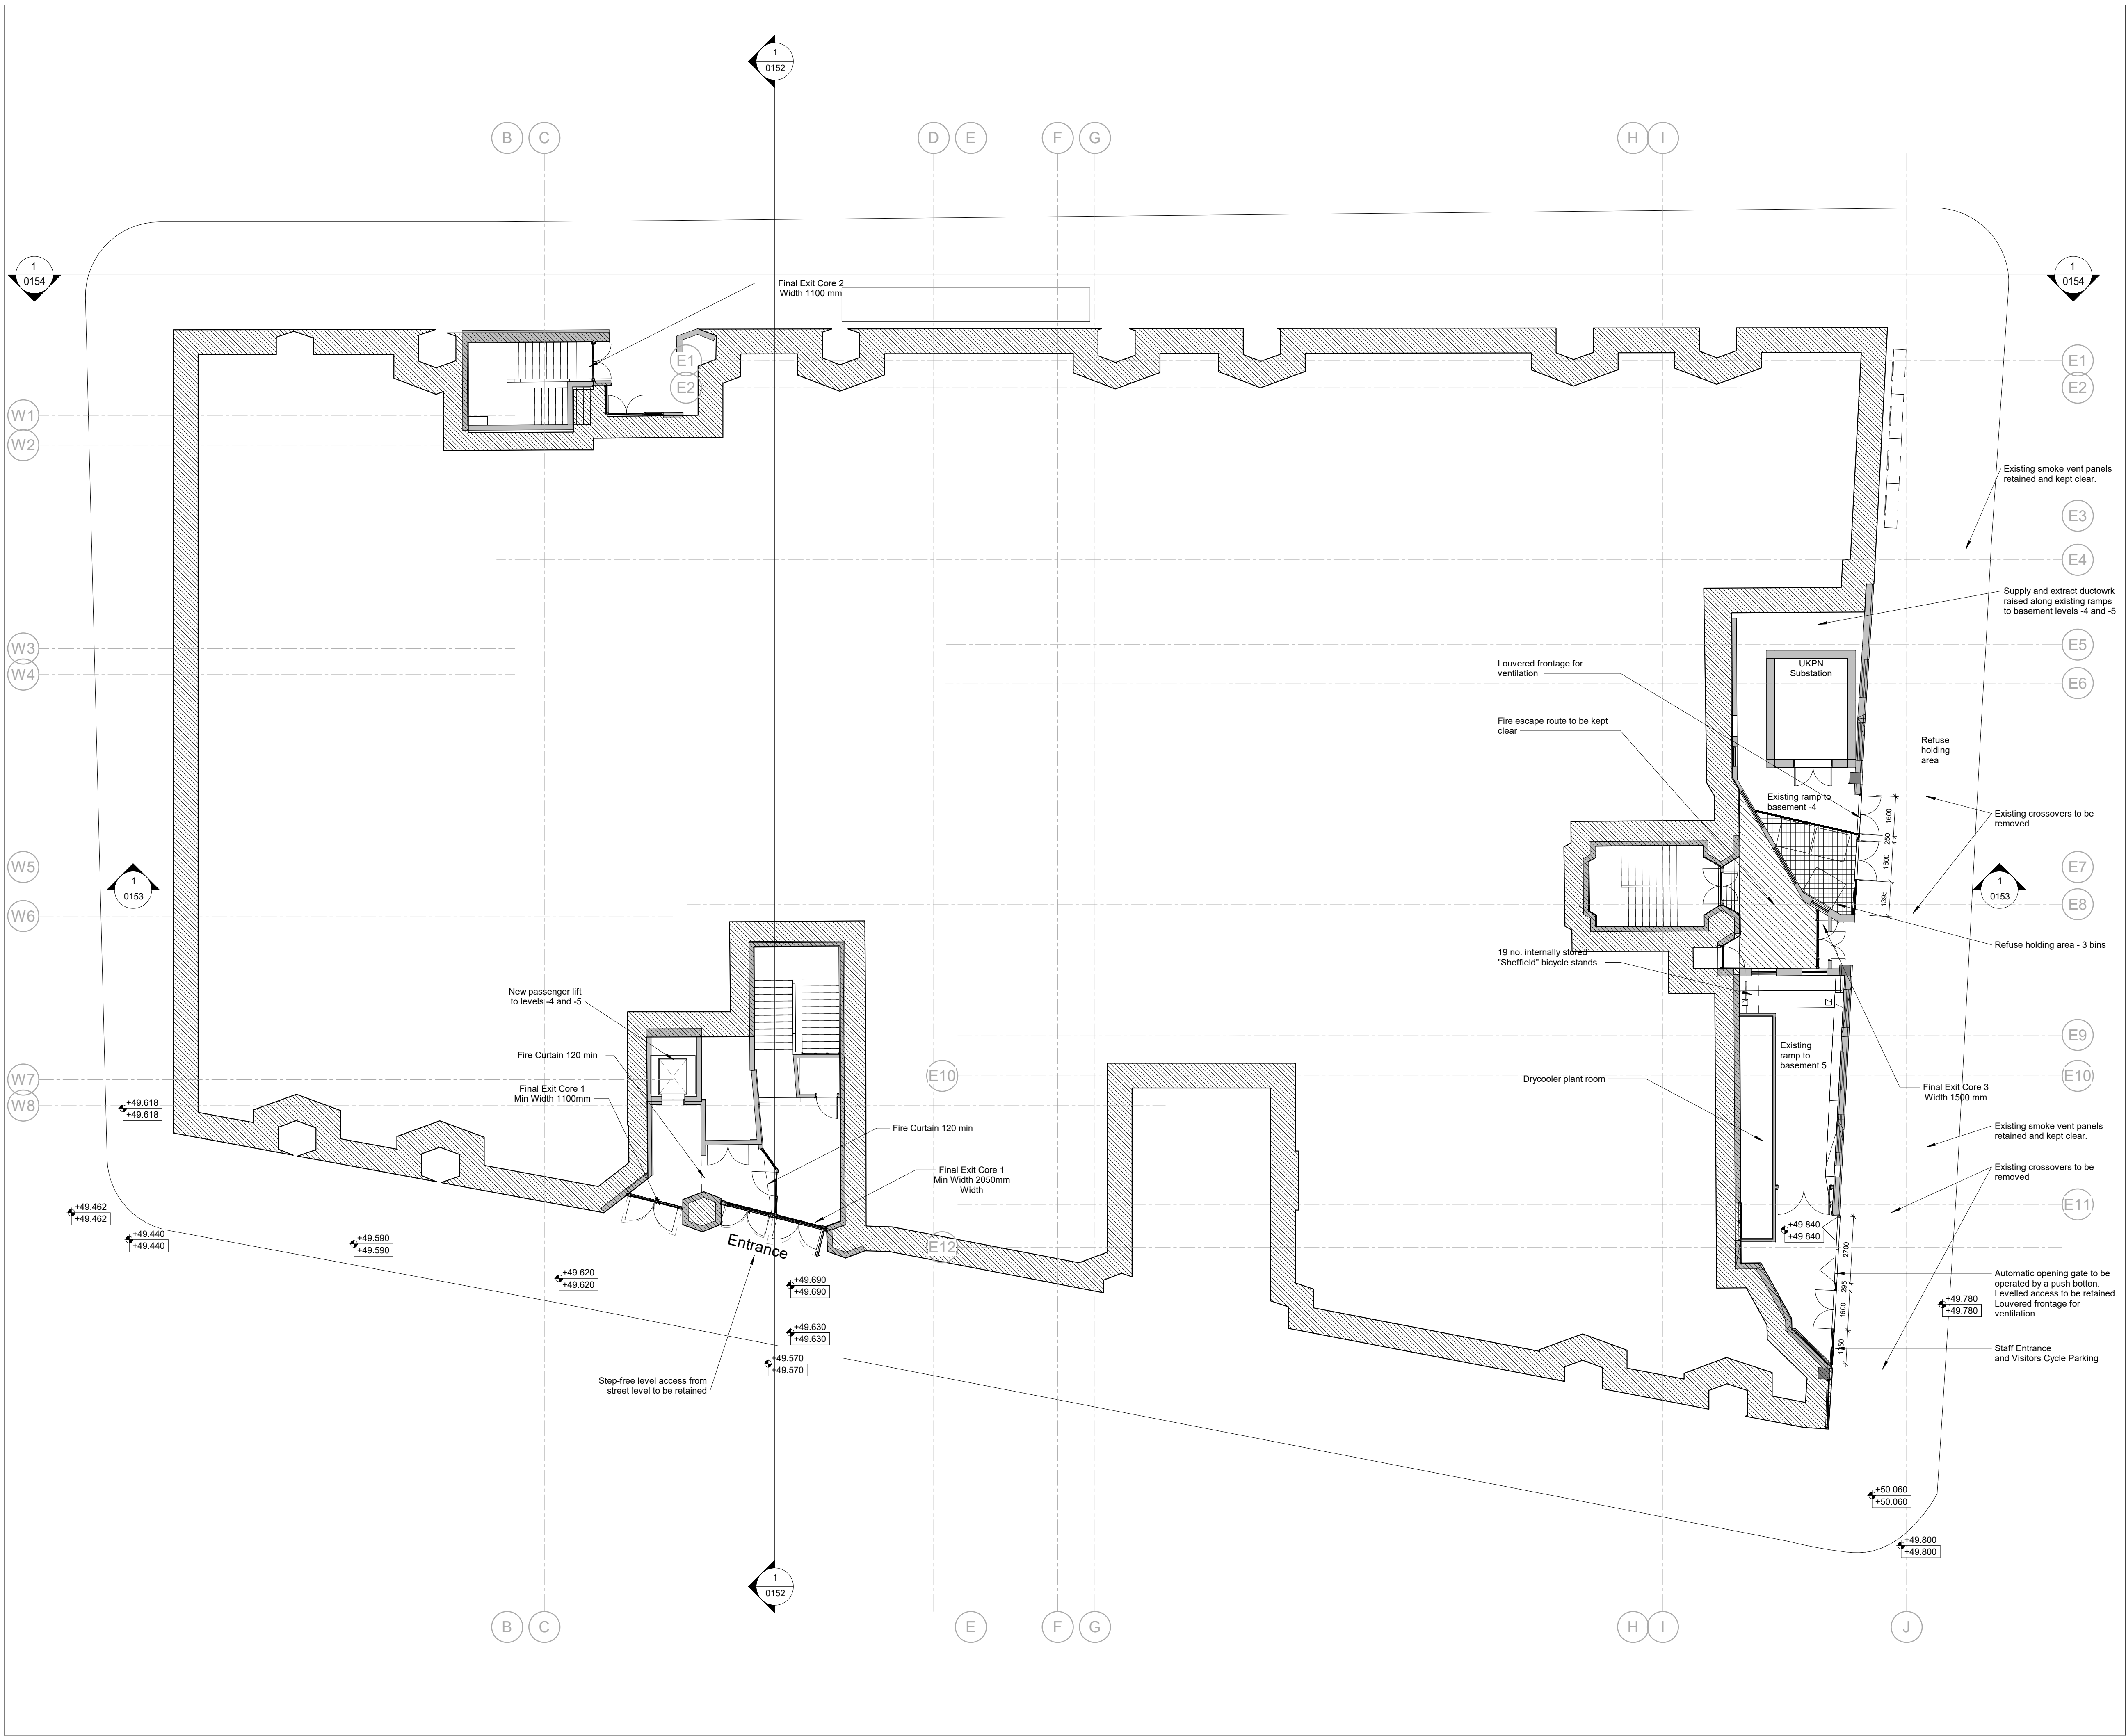 1
0152
B
C
D
E
F
G
H
I
1
0154
1
0154
Final Exit Core 2
Width 1100 mm
E1
E2
E1
E2
W1
W2
Existing smoke vent panels
retained and kept clear.
E3
E4
Supply and extract ductowrk
raised along existing ramps
to basement levels -4 and -5
W3
W4
E5
E6
Louvered frontage for
ventilation
UKPN
Substation
Fire escape route to be kept
clear
Refuse
holding
area
Existing ramp to
basement -4
1600
250
1600
1395
Existing crossovers to be
removed
W5
W6
E7
E8
1
0153
1
0153
Refuse holding area - 3 bins
19 no. internally stored
"Sheffield" bicycle stands.
New passenger lift
to levels -4 and -5
Fire Curtain 120 min
Final Exit Core 1
Min Width 1100mm
E9
E10
E10
Existing
ramp to
basement 5
Drycooler plant room
W7
W8
+49.618
+49.618
Final Exit Core 3
Width 1500 mm
Fire Curtain 120 min
Existing smoke vent panels
retained and kept clear.
Final Exit Core 1
Min Width 2050mm
Width
Existing crossovers to be
removed
E11
+49.462
+49.462
+49.440
+49.440
+49.590
+49.590
Entrance
E12
+49.840
+49.840
2700
295
1600
+49.620
+49.620
+49.690
+49.690
Automatic opening gate to be
operated by a push botton.
Levelled access to be retained.
Louvered frontage for
ventilation
+49.780
+49.780
+49.630
+49.630
+49.570
+49.570
Staff Entrance
and Visitors Cycle Parking
Step-free level access from
street level to be retained
+50.060
+50.060
+49.800
+49.800
1
0152
B
C
E
F
G
H
I
J